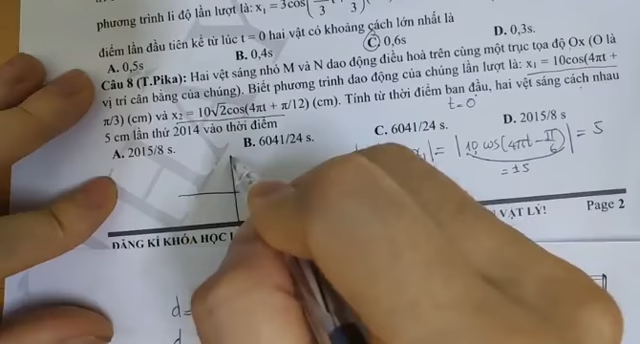 phương trình li độ lần lượt là: x₁ = 3cos(
điểm lần đầu tiên kể từ lúc t = 0 hai vật có khoảng cách lớn nhất là
A. 0,5s B. 0,4s C. 0,6s D. 0,3s.
Câu 8 (T.Pika): Hai vệt sáng nhỏ M và N dao động điều hoà trên cùng một trục tọa độ Ox (O là
vị trí cân bằng của chúng). Biết phương trình dao động của chúng lần lượt là: x₁ = 10cos(4πt +
π/3) (cm) và x₂ = 10√2cos(4πt + π/12) (cm). Tính từ thời điểm ban đầu, hai vệt sáng cách nhau
t=0
5 cm lần thứ 2014 vào thời điểm
A. 2015/8 s. B. 6041/24 s. C. 6041/24 s. D. 2015/8 s
| = |10 cos(4πt - π/6)| = 5
= ±5
ĐĂNG KÍ KHÓA HỌC VẬT LÝ! Page 2
d=
d